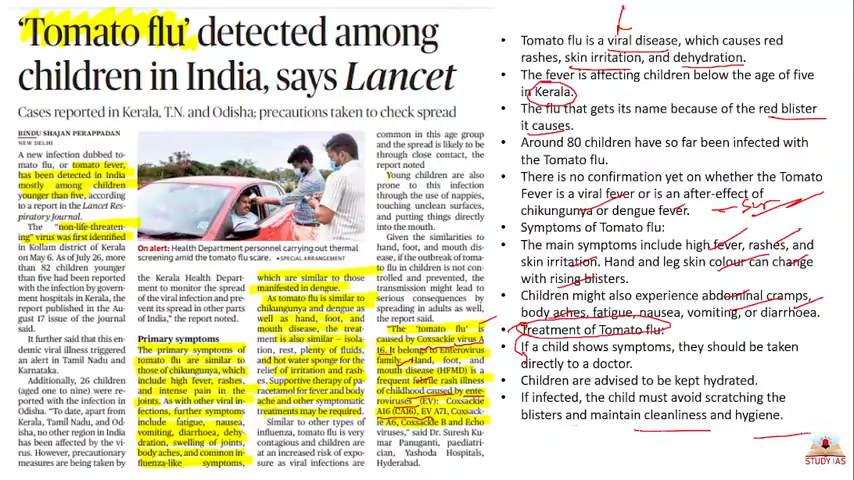 ‘Tomato flu’ detected among
children in India, says Lancet
Cases reported in Kerala, T.N. and Odisha; precautions taken to check spread
BINDU SHAJAN PERAPPADAN
NEW DELHI
A new infection dubbed to-
mato flu, or tomato fever,
has been detected in India
mostly among children
younger than five, according
to a report in the Lancet Res-
piratory Journal.
The “non-life-threaten-
ing” virus was first identified
in Kollam district of Kerala
on May 6. As of July 26, more
than 82 children younger
than five had been reported
with the infection by govern-
ment hospitals in Kerala, the
report published in the Au-
gust 17 issue of the journal
said.
It further said that this en-
demic viral illness triggered
an alert in Tamil Nadu and
Karnataka.
Additionally, 26 children
(aged one to nine) were re-
ported with the infection in
Odisha. “To date, apart from
Kerala, Tamil Nadu, and Od-
isha, no other region in India
has been affected by the vi-
rus. However, precautionary
measures are being taken by
On alert: Health Department personnel carrying out thermal
screening amid the tomato flu scare. • SPECIAL ARRANGEMENT
the Kerala Health Depart-
ment to monitor the spread
of the viral infection and pre-
vent its spread in other parts
of India,” the report noted.
Primary symptoms
The primary symptoms of
tomato flu are similar to
those of chikungunya, which
include high fever, rashes,
and intense pain in the
joints. As with other viral in-
fections, further symptoms
include fatigue, nausea,
vomiting, diarrhoea, dehy-
dration, swelling of joints,
body aches, and common in-
fluenza-like symptoms,
which are similar to those
manifested in dengue.
As tomato flu is similar to
chikungunya and dengue as
well as hand, foot, and
mouth disease, the treat-
ment is also similar – isola-
tion, rest, plenty of fluids,
and hot water sponge for the
relief of irritation and rash-
es. Supportive therapy of pa-
racetamol for fever and body
ache and other symptomatic
treatments may be required.
Similar to other types of
influenza, tomato flu is very
contagious and children are
at an increased risk of expo-
sure as viral infections are
common in this age group
and the spread is likely to be
through close contact, the
report noted
Young children are also
prone to this infection
through the use of nappies,
touching unclean surfaces,
and putting things directly
into the mouth.
Given the similarities to
hand, foot, and mouth dis-
ease, if the outbreak of toma-
to flu in children is not con-
trolled and prevented, the
transmission might lead to
serious consequences by
spreading in adults as well,
the report said.
“The ‘tomato flu’ is
caused by Coxsackie virus A
16. It belongs to Enterovirus
family. Hand, foot, and
mouth disease (HFMD) is a
frequent febrile rash illness
of childhood caused by ente-
roviruses (EV): Coxsackie
A16 (CA16), EV A71, Coxsack-
ie A6, Coxsackie B and Echo
viruses,” said Dr. Suresh Ku-
mar Panuganti, paediatri-
cian, Yashoda Hospitals,
Hyderabad.
• Tomato flu is a viral disease, which causes red
rashes, skin irritation, and dehydration.
• The fever is affecting children below the age of five
in Kerala.
• The flu that gets its name because of the red blister
it causes.
• Around 80 children have so far been infected with
the Tomato flu.
• There is no confirmation yet on whether the Tomato
Fever is a viral fever or is an after-effect of
chikungunya or dengue fever.
• Symptoms of Tomato flu:
• The main symptoms include high fever, rashes, and
skin irritation. Hand and leg skin colour can change
with rising blisters.
• Children might also experience abdominal cramps,
body aches, fatigue, nausea, vomiting, or diarrhoea.
• Treatment of Tomato flu:
• If a child shows symptoms, they should be taken
directly to a doctor.
• Children are advised to be kept hydrated.
• If infected, the child must avoid scratching the
blisters and maintain cleanliness and hygiene.
STUDY IAS